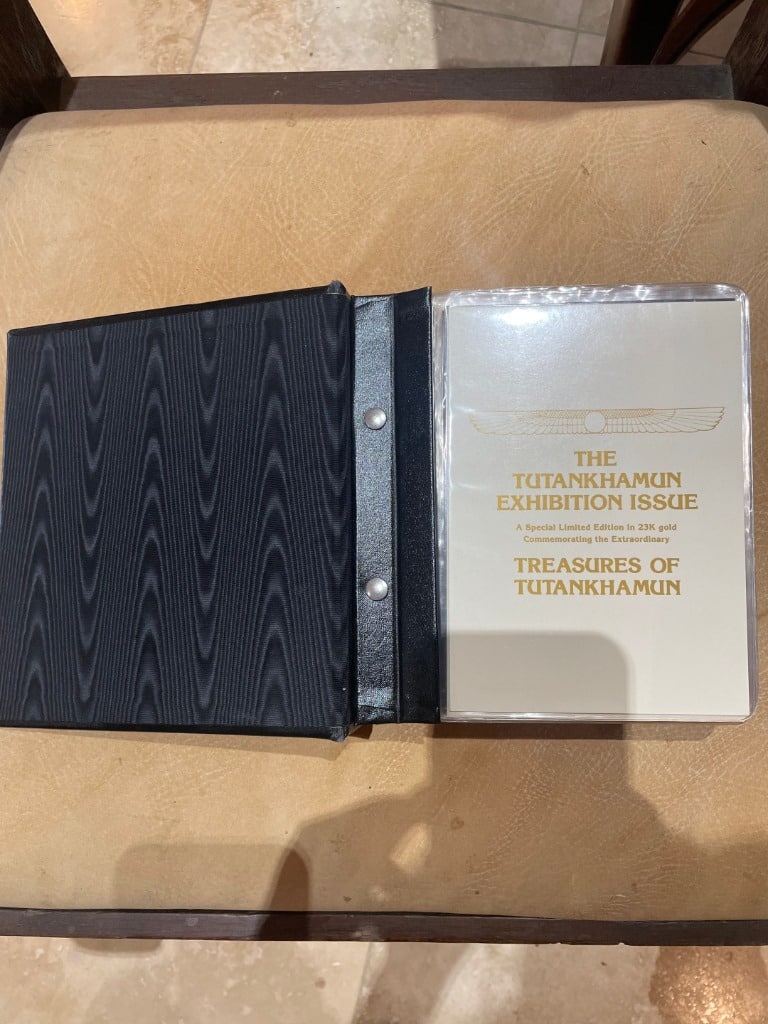 THE
TUTANKHAMUN
EXHIBITION ISSUE
A Special Limited Edition in 23K gold
Commemorating the Extraordinary
TREASURES OF
TUTANKHAMUN